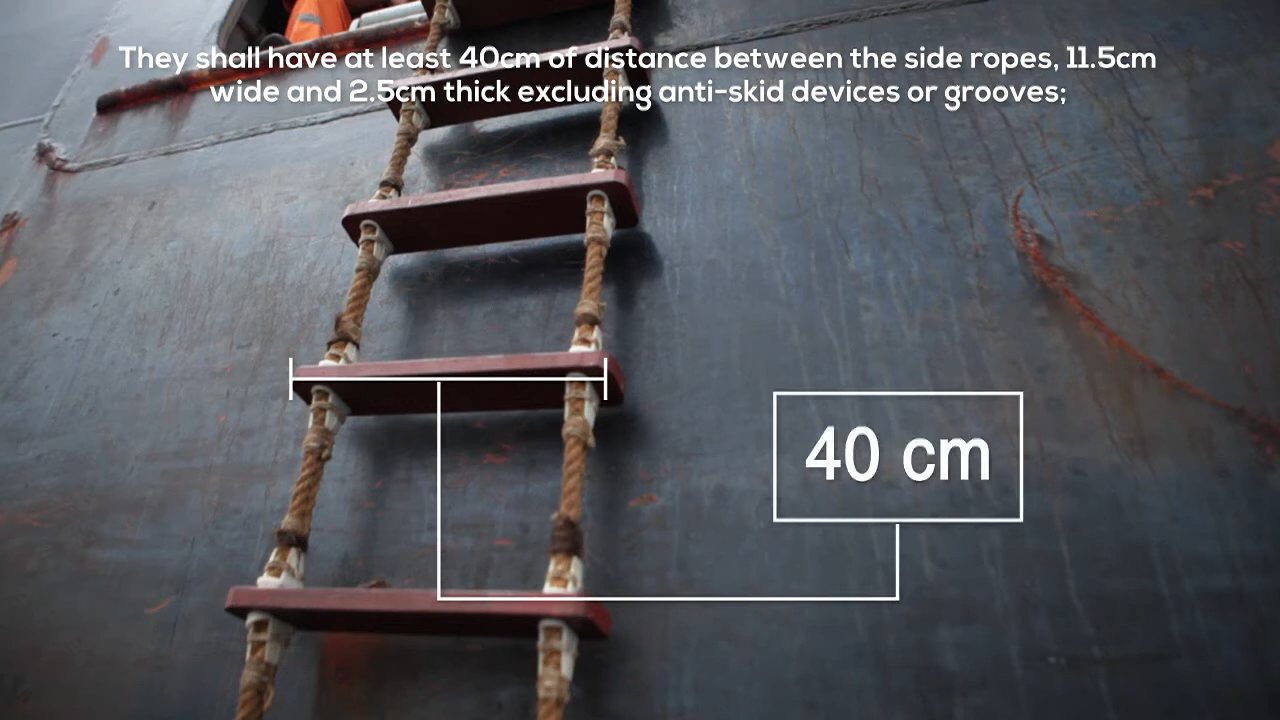 They shall have at least 40cm of distance between the side ropes, 11.5cm
wide and 2.5cm thick excluding anti-skid devices or grooves;
40 cm